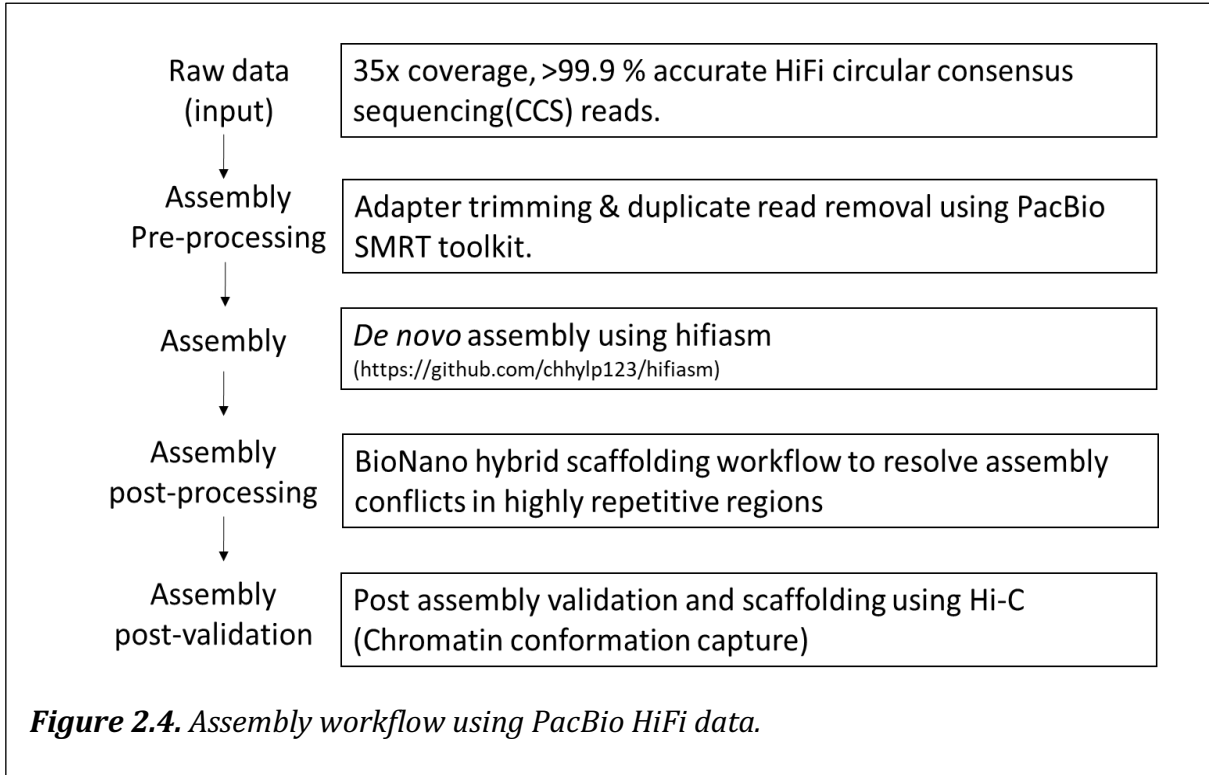 Raw data
(input)
35x coverage, >99.9 % accurate HiFi circular consensus
sequencing(CCS) reads.
Assembly
Pre-processing
Adapter trimming & duplicate read removal using PacBio
SMRT toolkit.
Assembly
De novo assembly using hifiasm
(https://github.com/chhylp123/hifiasm)
Assembly
post-processing
BioNano hybrid scaffolding workflow to resolve assembly
conflicts in highly repetitive regions
Assembly
post-validation
Post assembly validation and scaffolding using Hi-C
(Chromatin conformation capture)
Figure 2.4. Assembly workflow using PacBio HiFi data.